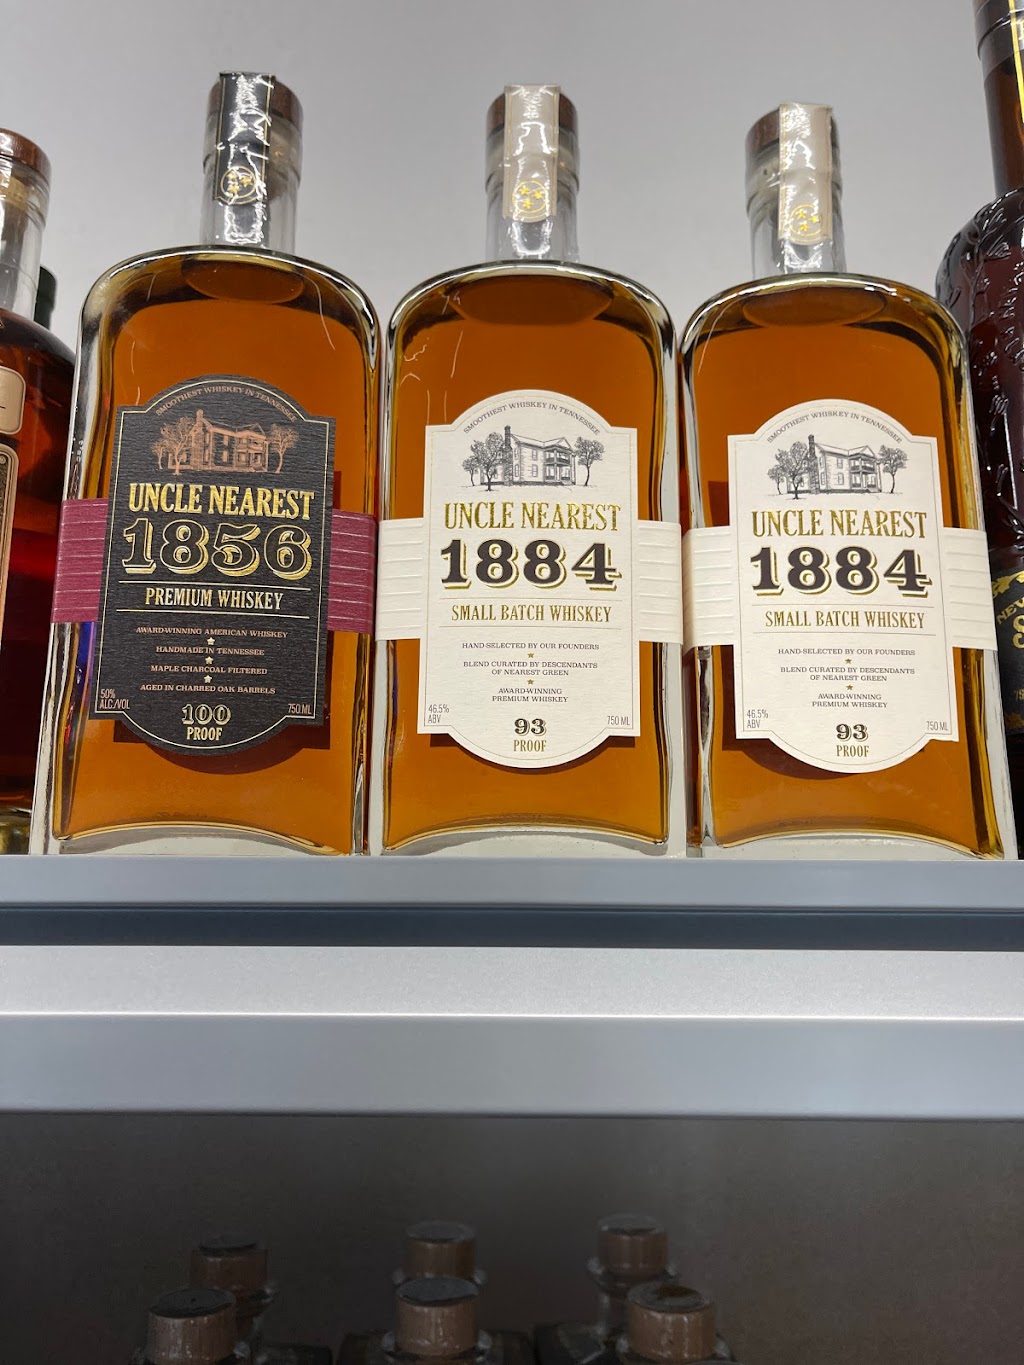 SMOOTHEST WHISKEY IN TENNESSEE
UNCLE NEAREST
1856
PREMIUM WHISKEY
AWARD-WINNING AMERICAN WHISKEY
HANDMADE IN TENNESSEE
MAPLE CHARCOAL FILTERED
AGED IN CHARRED OAK BARRELS
50%
ALC./VOL
750 ML
100
PROOF
SMOOTHEST WHISKEY IN TENNESSEE
UNCLE NEAREST
1884
SMALL BATCH WHISKEY
HAND-SELECTED BY OUR FOUNDERS
BLEND CURATED BY DESCENDANTS
OF NEAREST GREEN
AWARD-WINNING
PREMIUM WHISKEY
46.5%
ABV
750 ML
93
PROOF
SMOOTHEST WHISKEY IN TENNESSEE
UNCLE NEAREST
1884
SMALL BATCH WHISKEY
HAND-SELECTED BY OUR FOUNDERS
BLEND CURATED BY DESCENDANTS
OF NEAREST GREEN
AWARD-WINNING
PREMIUM WHISKEY
46.5%
ABV
750 ML
93
PROOF